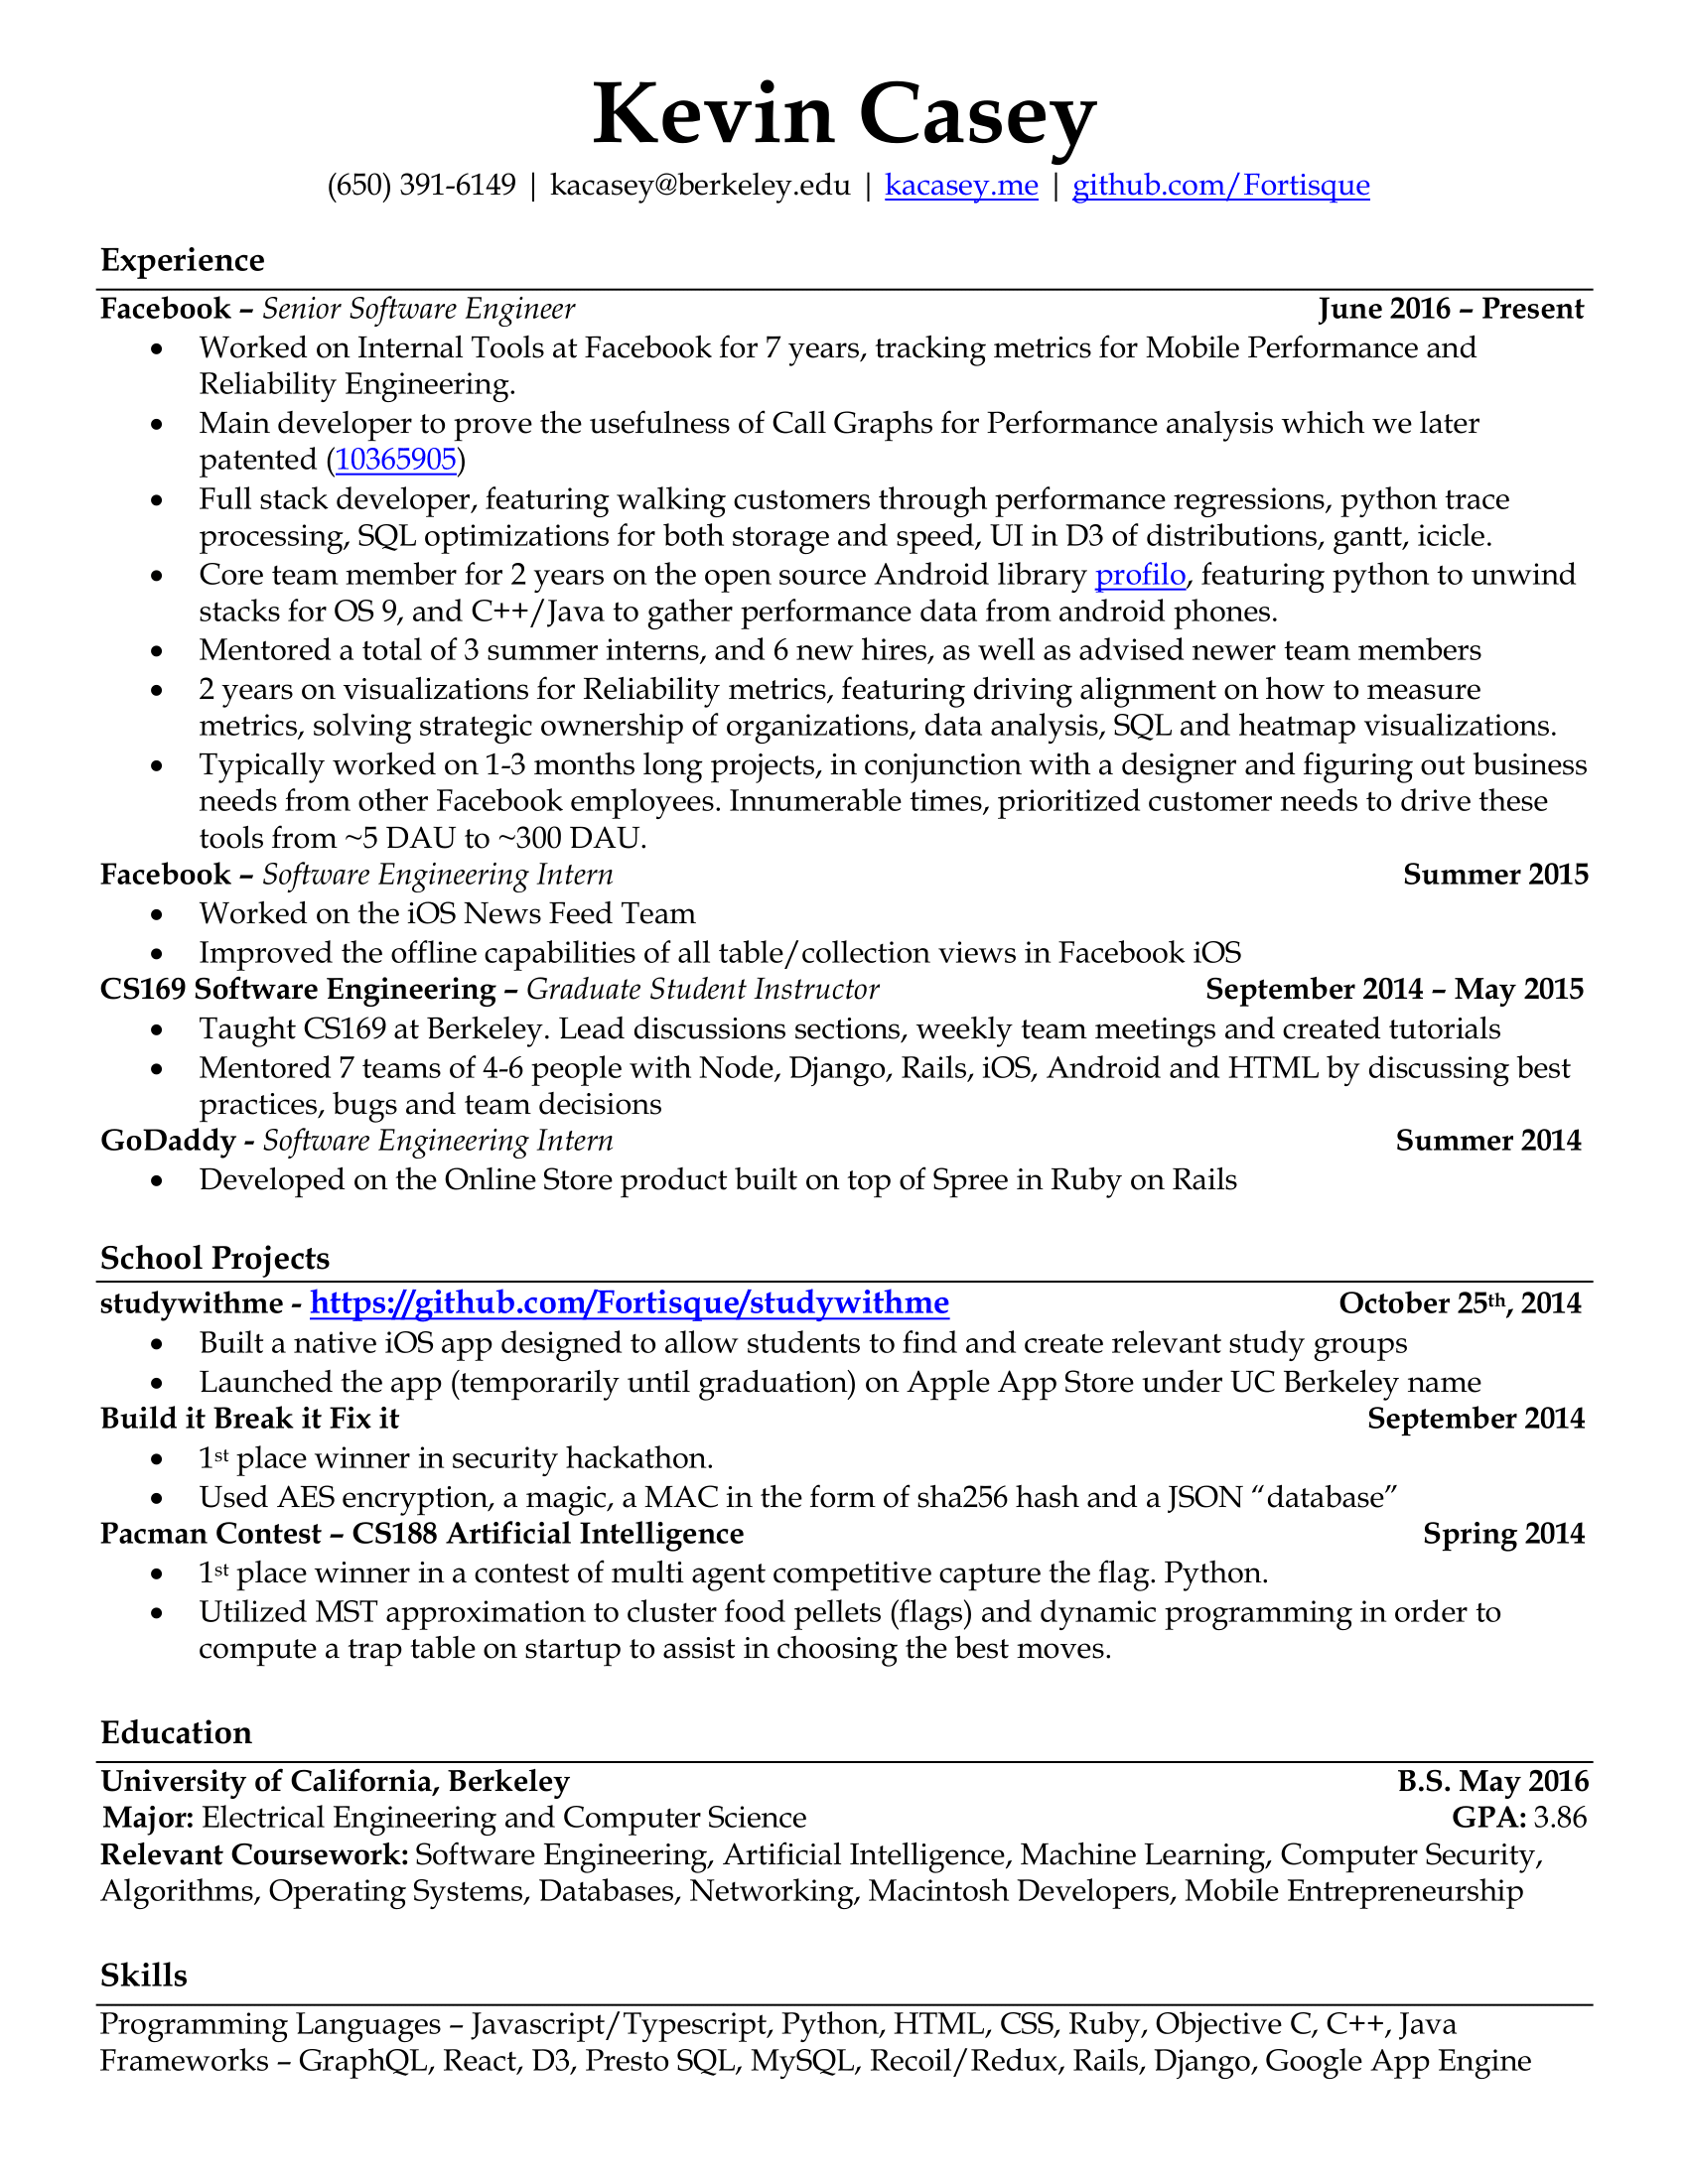 Kevin Casey
(650) 391-6149 | kacasey@berkeley.edu | kacasey.me | github.com/Fortisque
Experience
Facebook – Senior Software Engineer June 2016 – Present
• Worked on Internal Tools at Facebook for 7 years, tracking metrics for Mobile Performance and
Reliability Engineering.
• Main developer to prove the usefulness of Call Graphs for Performance analysis which we later
patented (10365905)
• Full stack developer, featuring walking customers through performance regressions, python trace
processing, SQL optimizations for both storage and speed, UI in D3 of distributions, gantt, icicle.
• Core team member for 2 years on the open source Android library profilo, featuring python to unwind
stacks for OS 9, and C++/Java to gather performance data from android phones.
• Mentored a total of 3 summer interns, and 6 new hires, as well as advised newer team members
• 2 years on visualizations for Reliability metrics, featuring driving alignment on how to measure
metrics, solving strategic ownership of organizations, data analysis, SQL and heatmap visualizations.
• Typically worked on 1-3 months long projects, in conjunction with a designer and figuring out business
needs from other Facebook employees. Innumerable times, prioritized customer needs to drive these
tools from ~5 DAU to ~300 DAU.
Facebook – Software Engineering Intern Summer 2015
• Worked on the iOS News Feed Team
• Improved the offline capabilities of all table/collection views in Facebook iOS
CS169 Software Engineering – Graduate Student Instructor September 2014 – May 2015
• Taught CS169 at Berkeley. Lead discussions sections, weekly team meetings and created tutorials
• Mentored 7 teams of 4-6 people with Node, Django, Rails, iOS, Android and HTML by discussing best
practices, bugs and team decisions
GoDaddy - Software Engineering Intern Summer 2014
• Developed on the Online Store product built on top of Spree in Ruby on Rails
School Projects
studywithme - https://github.com/Fortisque/studywithme October 25th, 2014
• Built a native iOS app designed to allow students to find and create relevant study groups
• Launched the app (temporarily until graduation) on Apple App Store under UC Berkeley name
Build it Break it Fix it September 2014
• 1st place winner in security hackathon.
• Used AES encryption, a magic, a MAC in the form of sha256 hash and a JSON “database”
Pacman Contest – CS188 Artificial Intelligence Spring 2014
• 1st place winner in a contest of multi agent competitive capture the flag. Python.
• Utilized MST approximation to cluster food pellets (flags) and dynamic programming in order to
compute a trap table on startup to assist in choosing the best moves.
Education
University of California, Berkeley B.S. May 2016
Major: Electrical Engineering and Computer Science GPA: 3.86
Relevant Coursework: Software Engineering, Artificial Intelligence, Machine Learning, Computer Security,
Algorithms, Operating Systems, Databases, Networking, Macintosh Developers, Mobile Entrepreneurship
Skills
Programming Languages – Javascript/Typescript, Python, HTML, CSS, Ruby, Objective C, C++, Java
Frameworks – GraphQL, React, D3, Presto SQL, MySQL, Recoil/Redux, Rails, Django, Google App Engine